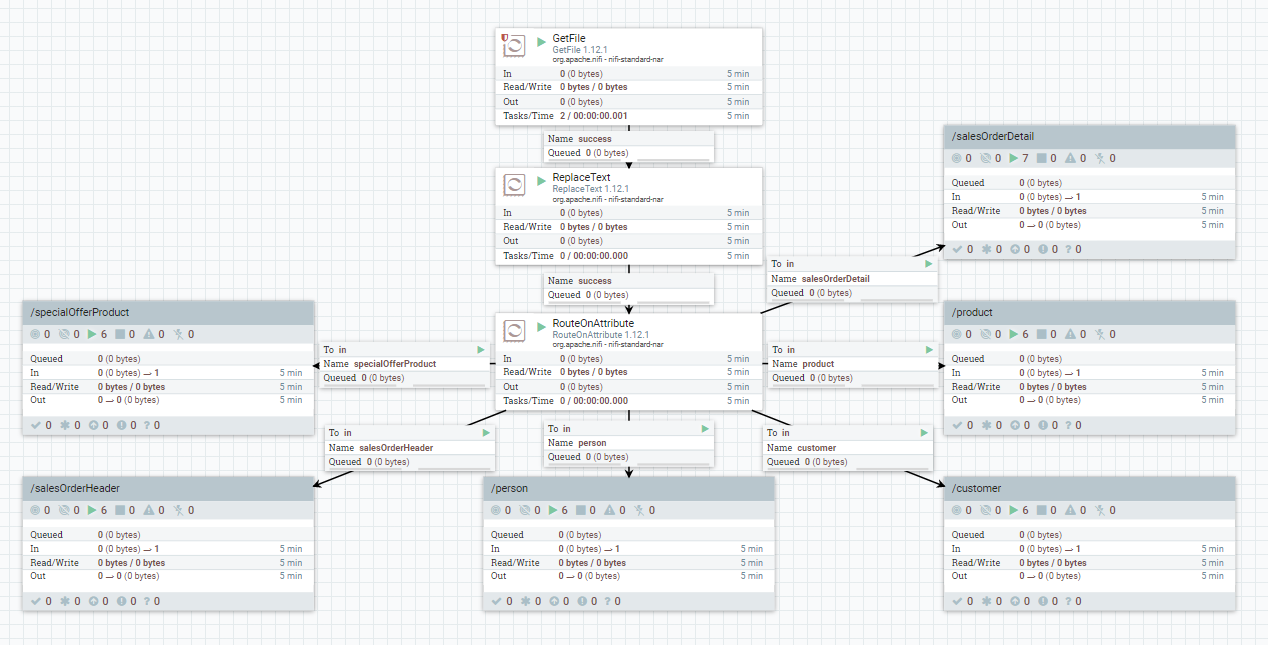 GetFile
GetFile 1.12.1
org.apache.nifi - nifi-standard-nar
In 0 (0 bytes) 5 min
Read/Write 0 bytes / 0 bytes 5 min
Out 0 (0 bytes) 5 min
Tasks/Time 2 / 00:00:00.001 5 min
Name success
Queued 0 (0 bytes)
ReplaceText
ReplaceText 1.12.1
org.apache.nifi - nifi-standard-nar
In 0 (0 bytes) 5 min
Read/Write 0 bytes / 0 bytes 5 min
Out 0 (0 bytes) 5 min
Tasks/Time 0 / 00:00:00.000 5 min
Name success
Queued 0 (0 bytes)
RouteOnAttribute
RouteOnAttribute 1.12.1
org.apache.nifi - nifi-standard-nar
In 0 (0 bytes) 5 min
Read/Write 0 bytes / 0 bytes 5 min
Out 0 (0 bytes) 5 min
Tasks/Time 0 / 00:00:00.000 5 min
To in
Name salesOrderDetail
Queued 0 (0 bytes)
/salesOrderDetail
0 0 7 0 0 0
Queued 0 (0 bytes)
In 0 (0 bytes) → 1 5 min
Read/Write 0 bytes / 0 bytes 5 min
Out 0 → 0 (0 bytes) 5 min
0 0 0 0 ? 0
To in
Name specialOfferProduct
Queued 0 (0 bytes)
/specialOfferProduct
0 0 6 0 0 0
Queued 0 (0 bytes)
In 0 (0 bytes) → 1 5 min
Read/Write 0 bytes / 0 bytes 5 min
Out 0 → 0 (0 bytes) 5 min
0 0 0 0 ? 0
To in
Name product
Queued 0 (0 bytes)
/product
0 0 6 0 0 0
Queued 0 (0 bytes)
In 0 (0 bytes) → 1 5 min
Read/Write 0 bytes / 0 bytes 5 min
Out 0 → 0 (0 bytes) 5 min
0 0 0 0 ? 0
To in
Name salesOrderHeader
Queued 0 (0 bytes)
/salesOrderHeader
0 0 6 0 0 0
Queued 0 (0 bytes)
In 0 (0 bytes) → 1 5 min
Read/Write 0 bytes / 0 bytes 5 min
Out 0 → 0 (0 bytes) 5 min
0 0 0 0 ? 0
To in
Name person
Queued 0 (0 bytes)
/person
0 0 6 0 0 0
Queued 0 (0 bytes)
In 0 (0 bytes) → 1 5 min
Read/Write 0 bytes / 0 bytes 5 min
Out 0 → 0 (0 bytes) 5 min
0 0 0 0 ? 0
To in
Name customer
Queued 0 (0 bytes)
/customer
0 0 6 0 0 0
Queued 0 (0 bytes)
In 0 (0 bytes) → 1 5 min
Read/Write 0 bytes / 0 bytes 5 min
Out 0 → 0 (0 bytes) 5 min
0 0 0 0 ? 0